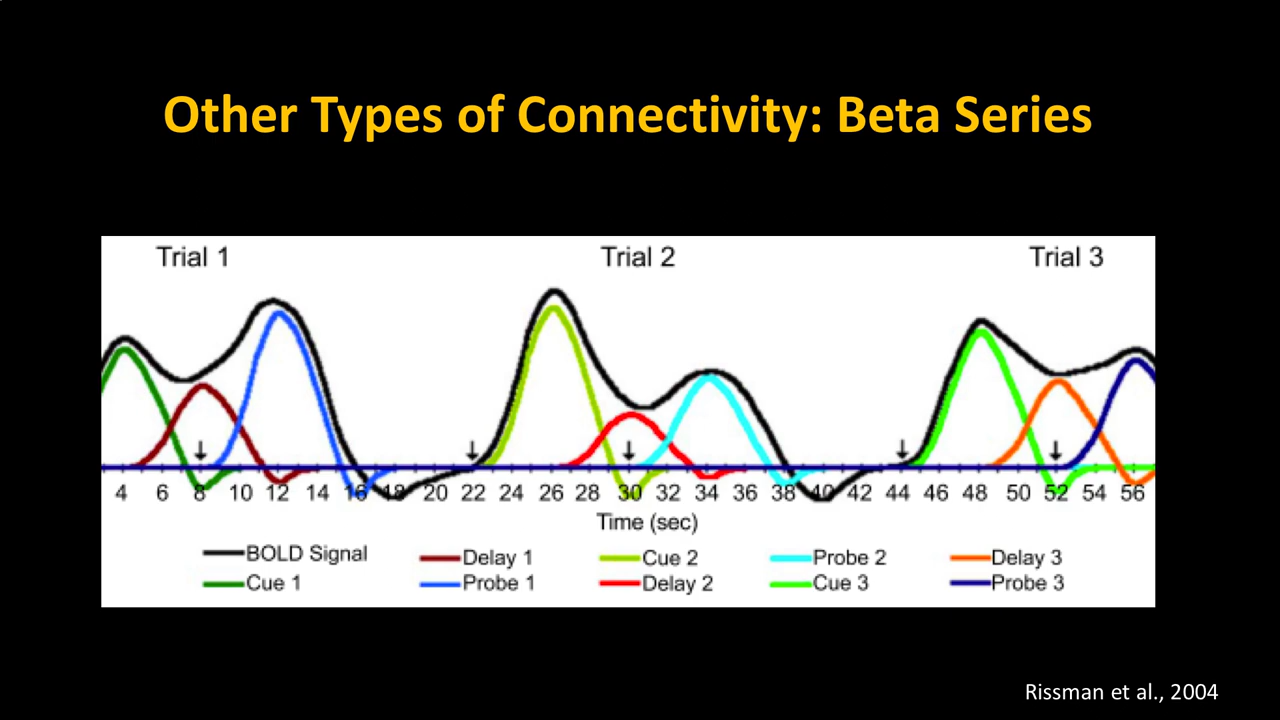 Other Types of Connectivity: Beta Series
Trial 1 Trial 2 Trial 3
4 6 8 10 12 14 16 18 20 22 24 26 28 30 32 34 36 38 40 42 44 46 48 50 52 54 56
Time (sec)
BOLD Signal Delay 1 Cue 2 Probe 2 Delay 3
Cue 1 Probe 1 Delay 2 Cue 3 Probe 3
Rissman et al., 2004